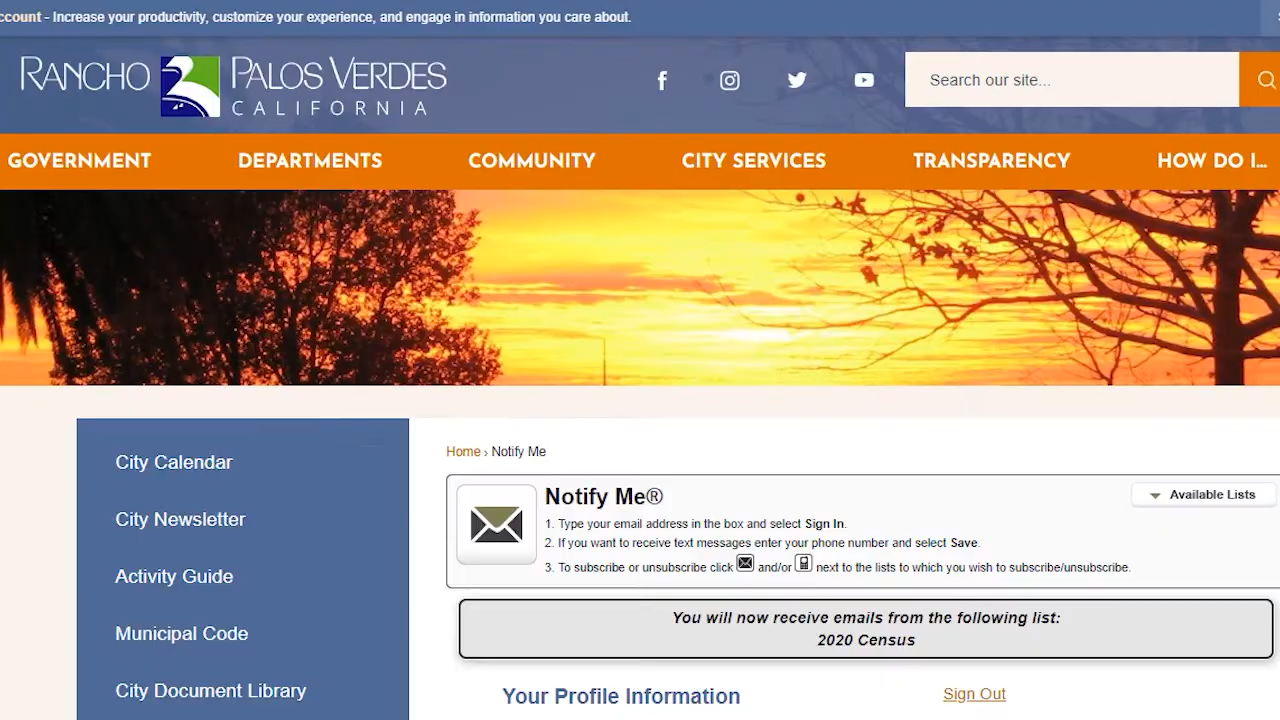 ccount - Increase your productivity, customize your experience, and engage in information you care about.
RANCHO PALOS VERDES
CALIFORNIA
Search our site...
GOVERNMENT DEPARTMENTS COMMUNITY CITY SERVICES TRANSPARENCY HOW DO I...
City Calendar
City Newsletter
Activity Guide
Municipal Code
City Document Library
Home › Notify Me
Notify Me®
Available Lists
1. Type your email address in the box and select Sign In.
2. If you want to receive text messages enter your phone number and select Save.
3. To subscribe or unsubscribe click and/or next to the lists to which you wish to subscribe/unsubscribe.
You will now receive emails from the following list:
2020 Census
Your Profile Information
Sign Out